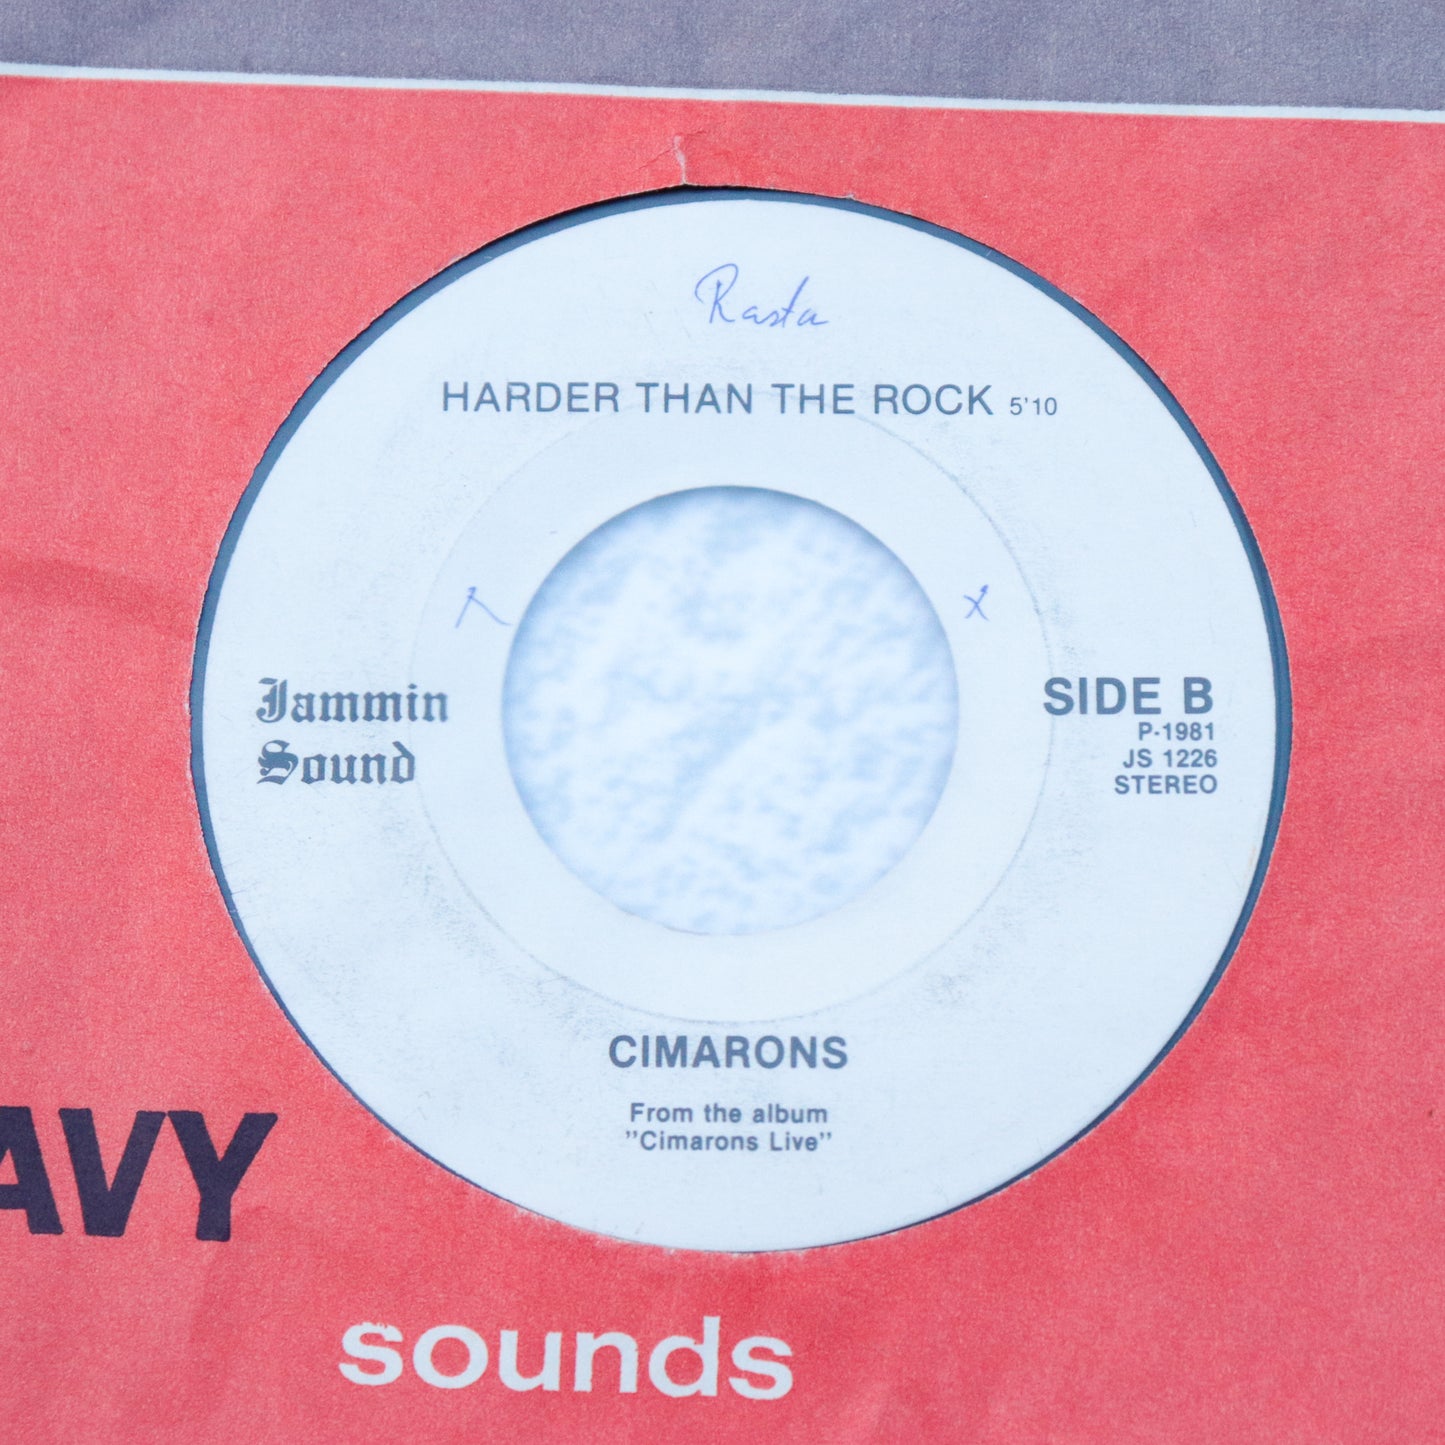 Rasta
HARDER THAN THE ROCK 5'10
x
Jammin
Sound
SIDE B
P-1981
JS 1226
STEREO
CIMARONS
From the album
"Cimarons Live"
AVY
sounds